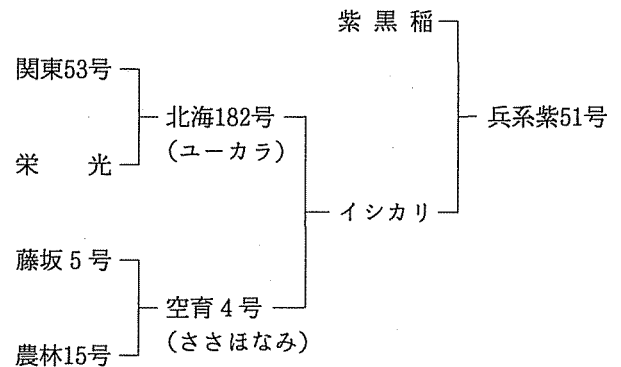 紫黒稲
関東53号
北海182号
(ユーカラ)
兵系紫51号
栄光
イシカリ
藤坂5号
空育4号
(ささほなみ)
農林15号